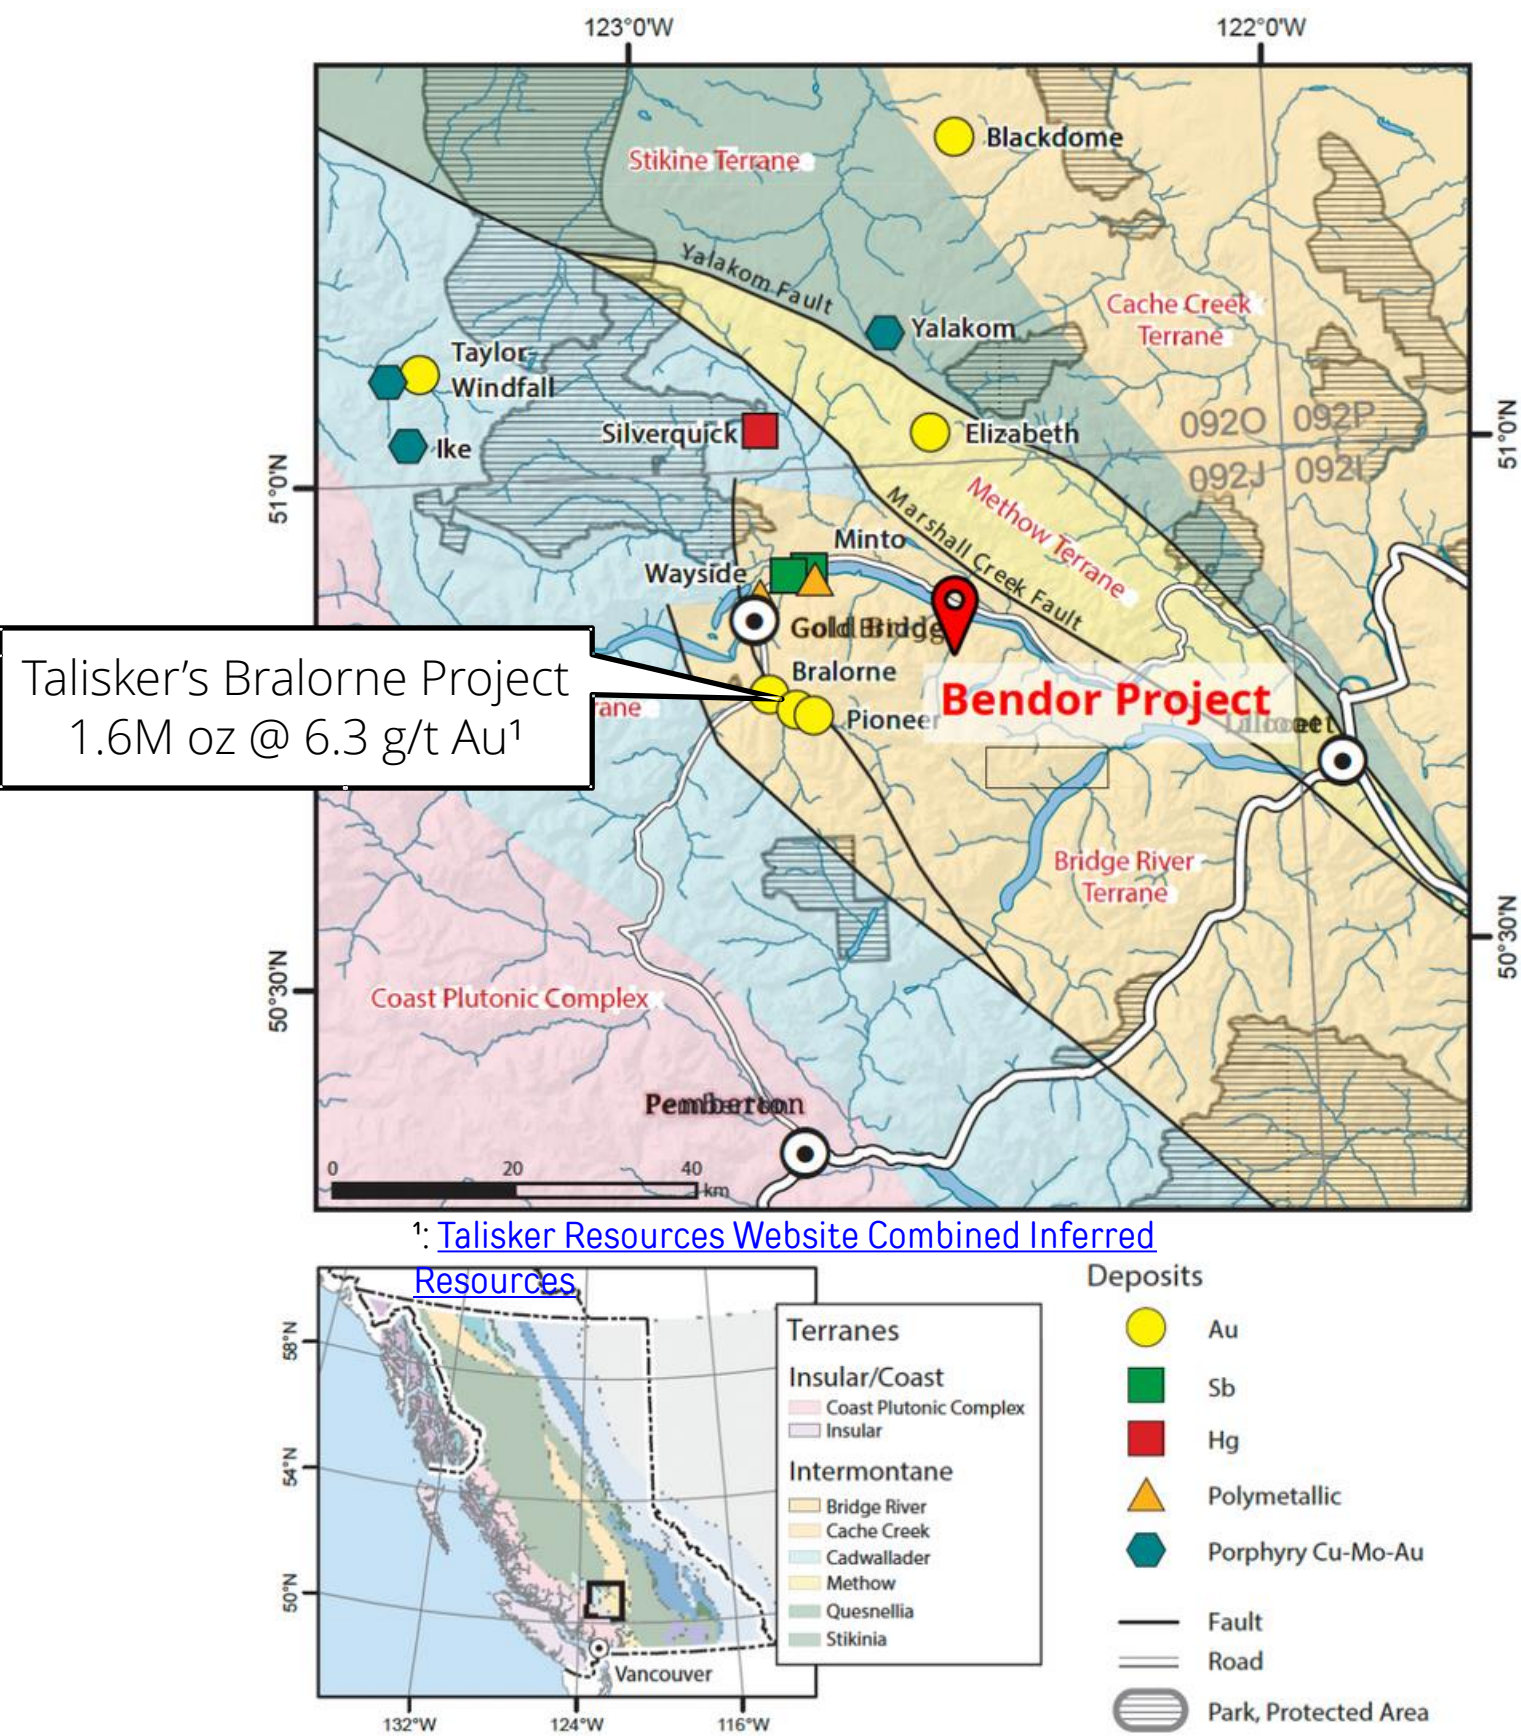 123°0'W
122°0'W
Blackdome
Stikine Terrane
Yalakom Fault
Cache Creek
Terrane
Yalakom
Taylor-
Windfall
Silverquick
Elizabeth
Ike
092O 092P
092J 092I
51°0'N
51°0'N
Methow Terrane
Marshall Creek Fault
Minto
Wayside
Gold Bridge
Talisker's Bralorne Project
1.6M oz @ 6.3 g/t Au¹
Bralorne
Pioneer
Bendor Project
rane
Lillooet
Bridge River
Terrane
50°30'N
50°30'N
Coast Plutonic Complex
Pemberton
0 20 40
km
¹: Talisker Resources Website Combined Inferred
Resources
58°N
54°N
50°N
132°W
124°W
116°W
Vancouver
Terranes
Insular/Coast
Coast Plutonic Complex
Insular
Intermontane
Bridge River
Cache Creek
Cadwallader
Methow
Quesnellia
Stikinia
Deposits
Au
Sb
Hg
Polymetallic
Porphyry Cu-Mo-Au
Fault
Road
Park, Protected Area